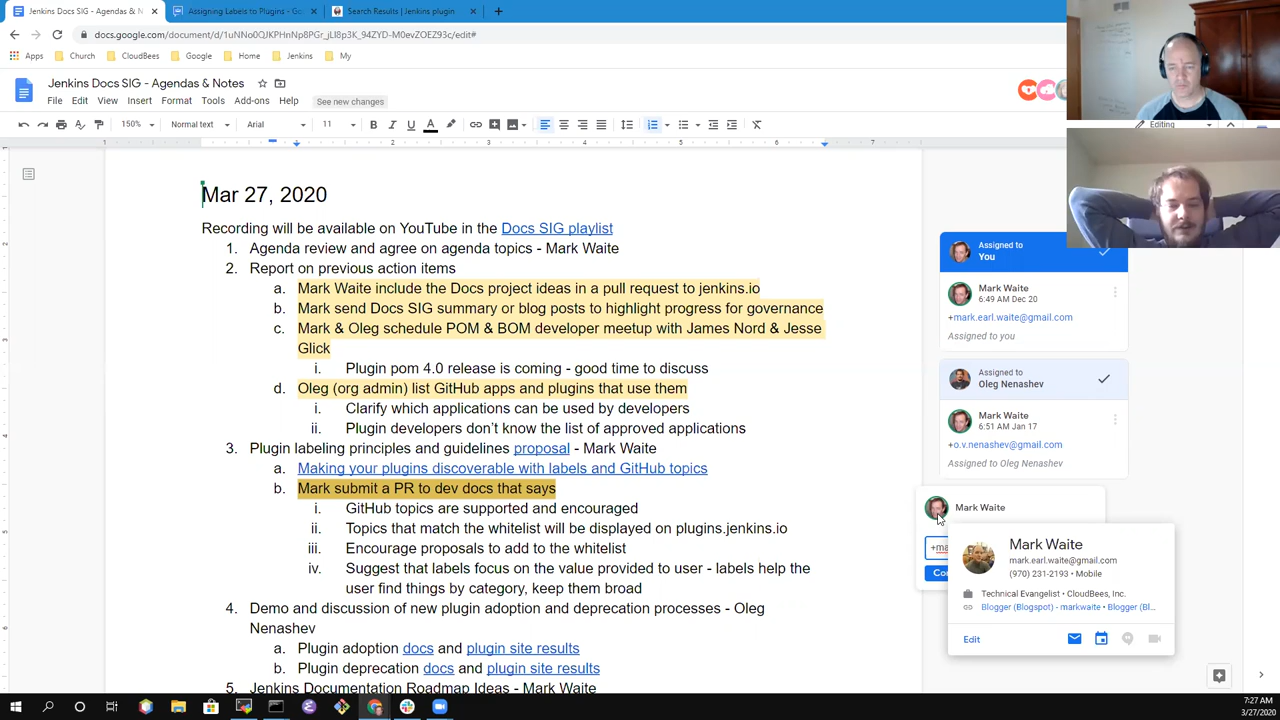 Jenkins Docs SIG - Agendas & No
Assigning Labels to Plugins - Go
Search Results | Jenkins plugin
docs.google.com/document/d/1uNNo0QJKPHnNp8PGr_jLl8p3K_94ZYD-M0evZOEZ93c/edit#
Apps
Church
CloudBees
Google
Home
Jenkins
My
Jenkins Docs SIG - Agendas & Notes
File Edit View Insert Format Tools Add-ons Help See new changes
150% Normal text Arial 11 B I U A
Editing
1 1 2 3 4 5 6 7
Mar 27, 2020
Recording will be available on YouTube in the Docs SIG playlist
1. Agenda review and agree on agenda topics - Mark Waite
2. Report on previous action items
a. Mark Waite include the Docs project ideas in a pull request to jenkins.io
b. Mark send Docs SIG summary or blog posts to highlight progress for governance
c. Mark & Oleg schedule POM & BOM developer meetup with James Nord & Jesse
Glick
i. Plugin pom 4.0 release is coming - good time to discuss
d. Oleg (org admin) list GitHub apps and plugins that use them
i. Clarify which applications can be used by developers
ii. Plugin developers don't know the list of approved applications
3. Plugin labeling principles and guidelines proposal - Mark Waite
a. Making your plugins discoverable with labels and GitHub topics
b. Mark submit a PR to dev docs that says
i. GitHub topics are supported and encouraged
ii. Topics that match the whitelist will be displayed on plugins.jenkins.io
iii. Encourage proposals to add to the whitelist
iv. Suggest that labels focus on the value provided to user - labels help the
user find things by category, keep them broad
4. Demo and discussion of new plugin adoption and deprecation processes - Oleg
Nenashev
a. Plugin adoption docs and plugin site results
b. Plugin deprecation docs and plugin site results
5. Jenkins Documentation Roadmap Ideas - Mark Waite
Assigned to
You
Mark Waite
6:49 AM Dec 20
+mark.earl.waite@gmail.com
Assigned to you
Assigned to
Oleg Nenashev
Mark Waite
6:51 AM Jan 17
+o.v.nenashev@gmail.com
Assigned to Oleg Nenashev
Mark Waite
+ma
Co
Mark Waite
mark.earl.waite@gmail.com
(970) 231-2193 • Mobile
Technical Evangelist • CloudBees, Inc.
Blogger (Blogspot) - markwaite • Blogger (Bl...
Edit
7:27 AM
3/27/2020